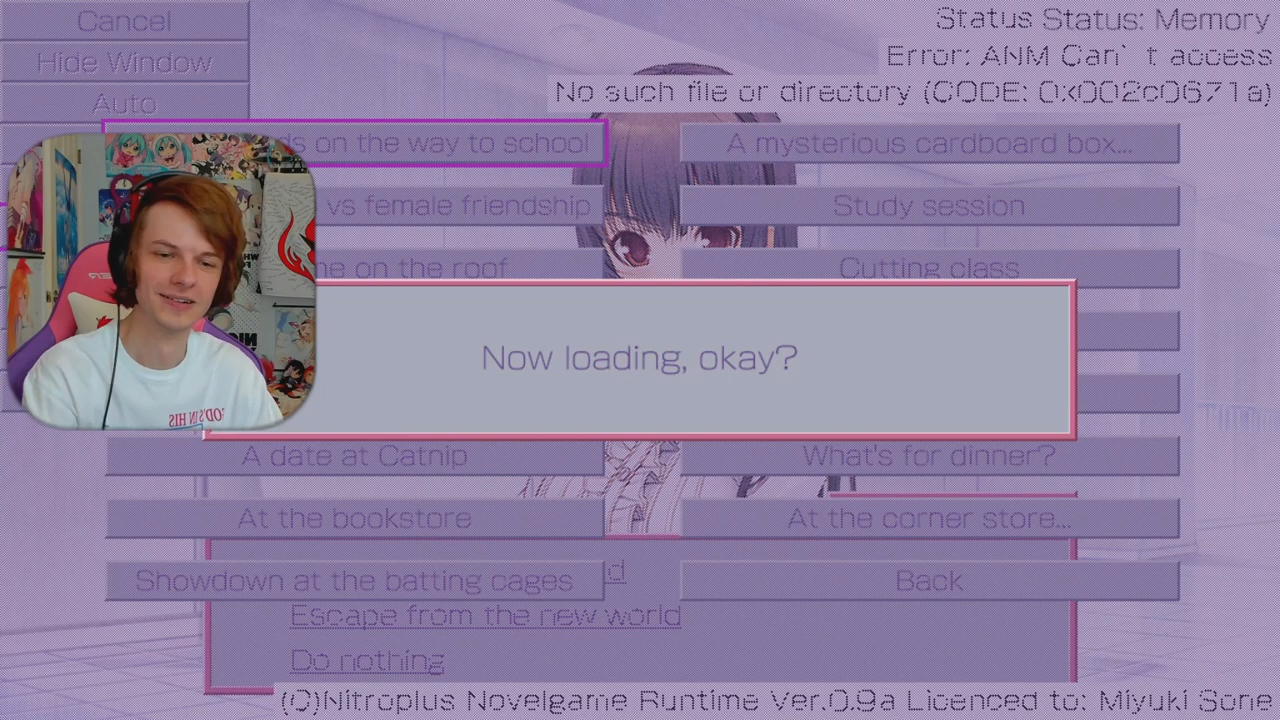 Cancel
Status Status: Memory
Hide Window
Error: ANM Can` t access
Auto
No such file or directory (CODE: 0x002c0671a)
on the way to school
A mysterious cardboard box...
vs female friendship
Study session
on the roof
Cutting class
Now loading, okay?
A date at Catnip
What's for dinner?
At the bookstore
At the corner store...
Showdown at the batting cages
Back
Escape from the new world
Do nothing
(C)Nitroplus Novelgame Runtime Ver.0.9a Licenced to: Miyuki Sone